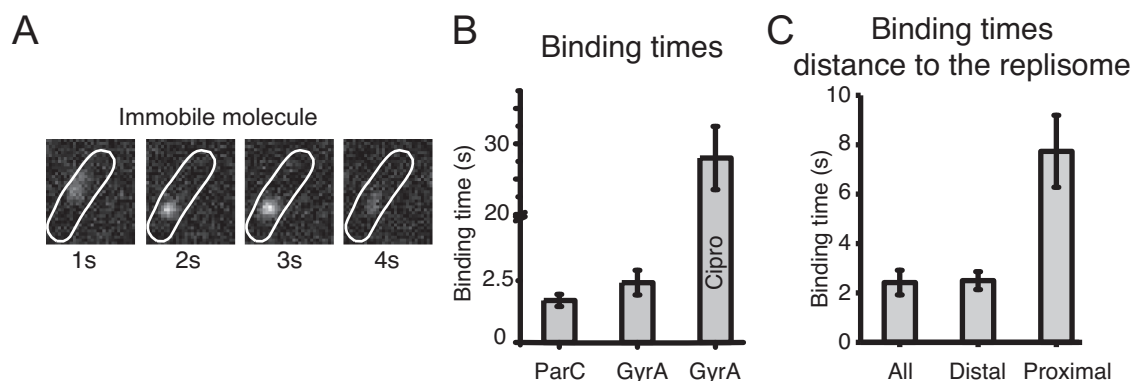 A
Immobile molecule
1s 2s 3s 4s
B
Binding times
Binding time (s)
30
20
2.5
0
Cipro
ParC GyrA GyrA
C
Binding times
distance to the replisome
Binding time (s)
10
8
6
4
2
0
All Distal Proximal